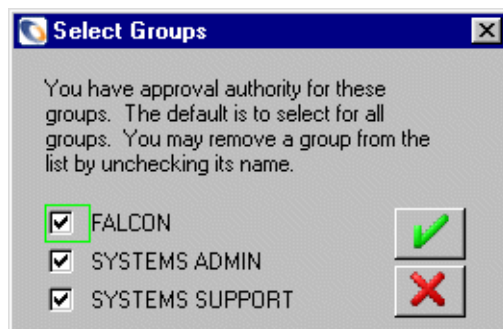 Select Groups
You have approval authority for these
groups. The default is to select for all
groups. You may remove a group from the
list by unchecking its name.
FALCON
SYSTEMS ADMIN
SYSTEMS SUPPORT